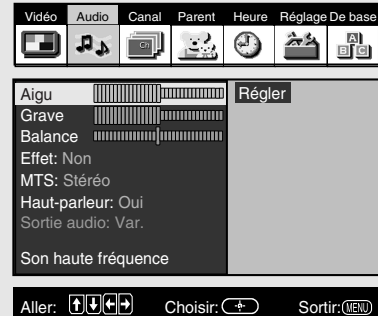 Vidéo Audio Canal Parent Heure Réglage De base
Ch
A
B C
Aigu Régler
Grave
Balance
Effet: Non
MTS: Stéréo
Haut-parleur: Oui
Sortie audio: Var.
Son haute fréquence
Aller: Choisir: Sortir: MENU